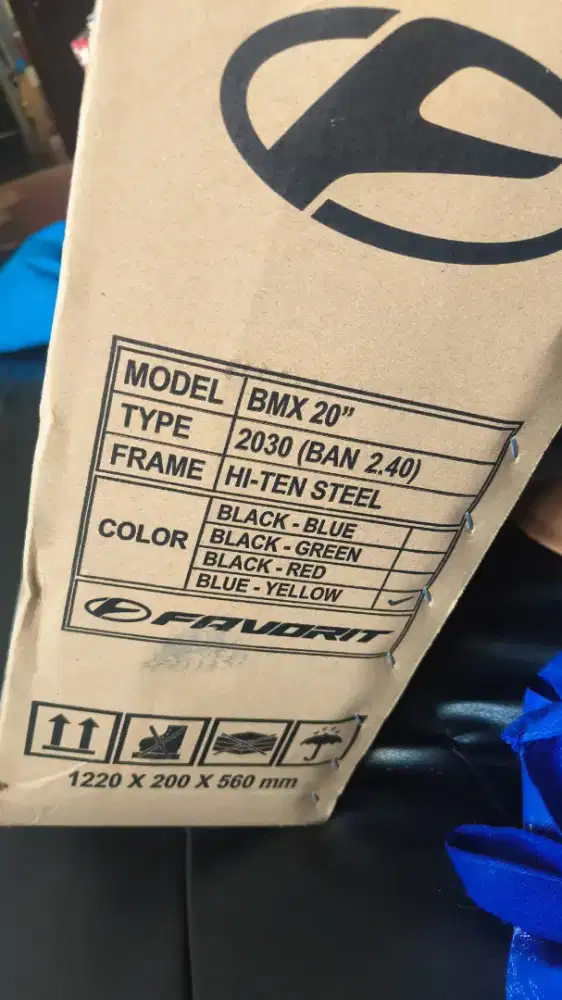 MODEL BMX 20”
TYPE 2030 (BAN 2.40)
FRAME HI-TEN STEEL
COLOR
BLACK - BLUE
BLACK - GREEN
BLACK - RED
BLUE - YELLOW
FAVORIT
1220 X 200 X 560 mm